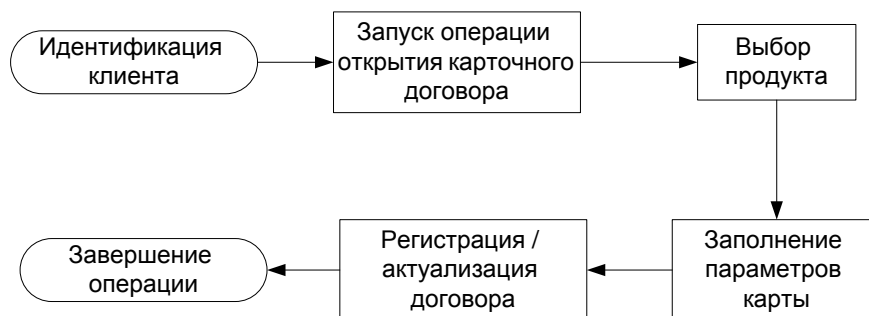 Идентификация
клиента
Запуск операции
открытия карточного
договора
Выбор
продукта
Заполнение
параметров
карты
Регистрация /
актуализация
договора
Завершение
операции